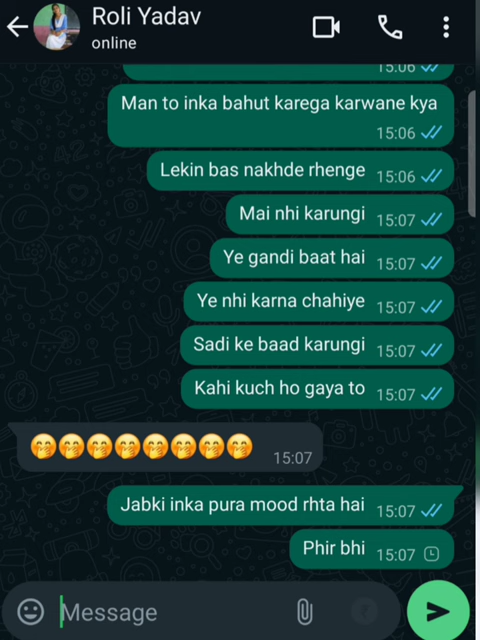 Roli Yadav
online
15:06
Man to inka bahut karega karwane kya
15:06
Lekin bas nakhde rhenge 15:06
Mai nhi karungi 15:07
Ye gandi baat hai 15:07
Ye nhi karna chahiye 15:07
Sadi ke baad karungi 15:07
Kahi kuch ho gaya to 15:07
🤭🤭🤭🤭🤭🤭🤭🤭 15:07
Jabki inka pura mood rhta hai 15:07
Phir bhi 15:07
Message